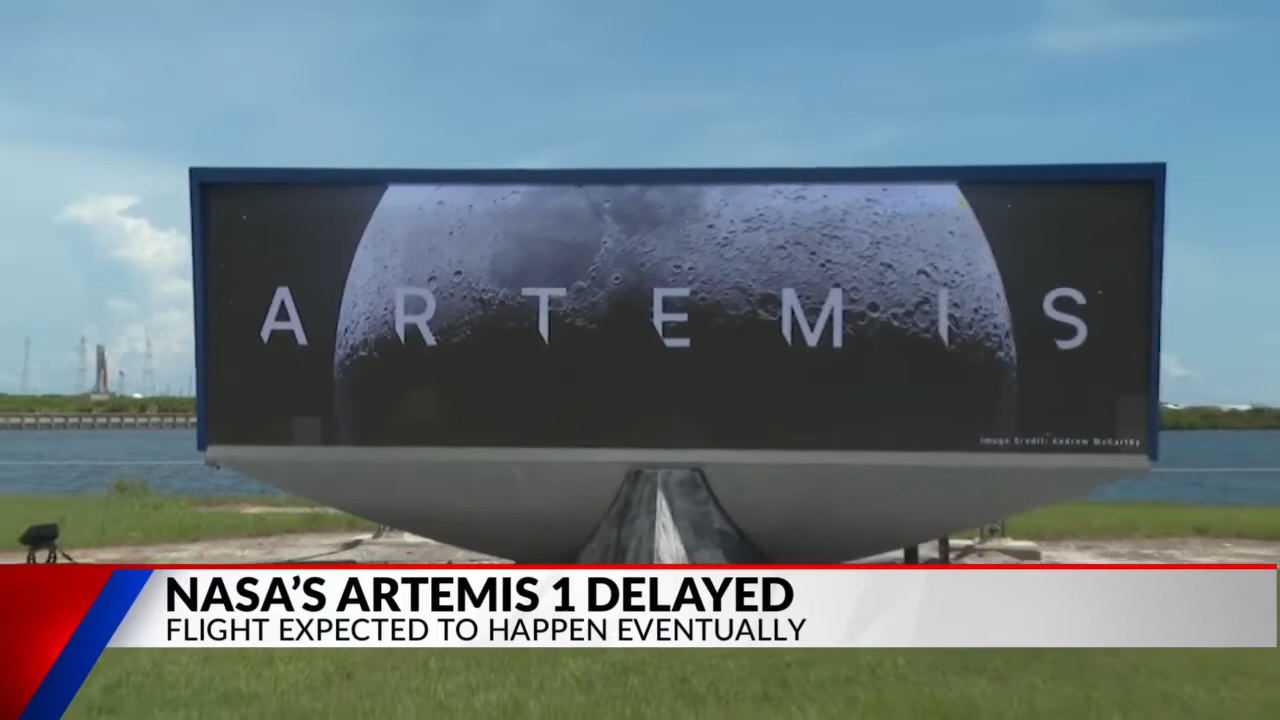 ARTEMIS
Image Credit: Andrew McCarthy
NASA'S ARTEMIS 1 DELAYED
FLIGHT EXPECTED TO HAPPEN EVENTUALLY